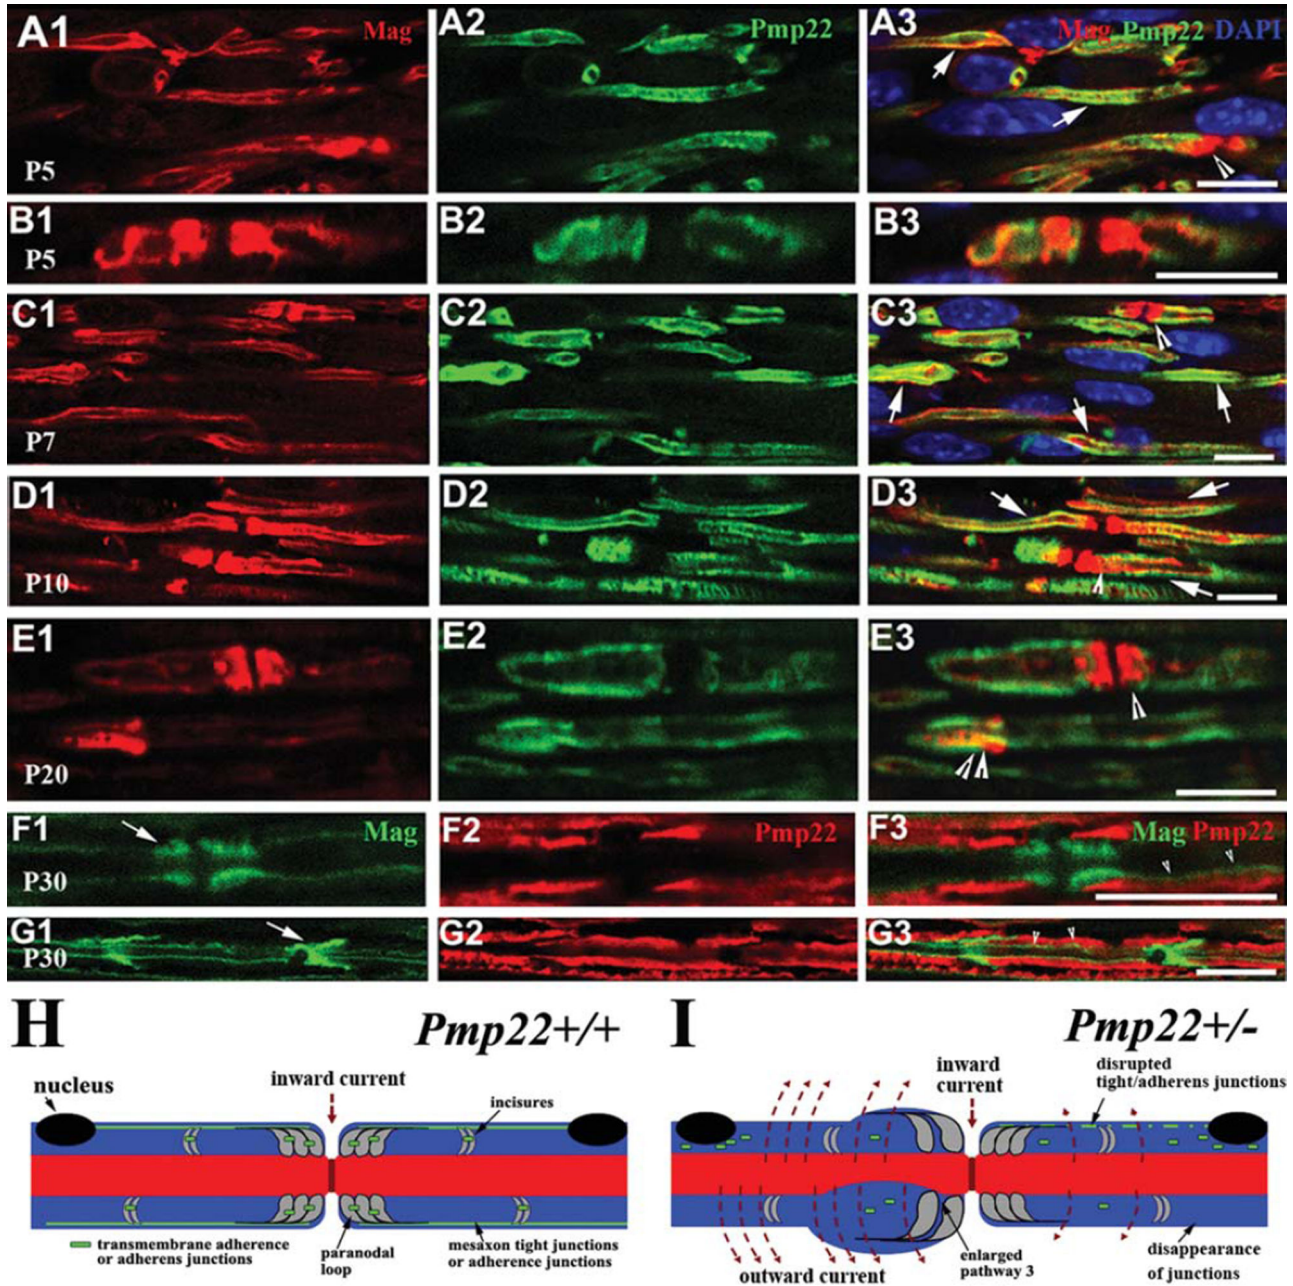 A1 Mag
P5
A2 Pmp22
A3 Mag Pmp22 DAPI
B1
P5
B2
B3
C1
P7
C2
C3
D1
P10
D2
D3
E1
P20
E2
E3
F1 Mag
P30
F2 Pmp22
F3 Mag Pmp22
G1
P30
G2
G3
H
Pmp22+/+
nucleus
inward current
incisures
transmembrane adherence
or adherens junctions
paranodal
loop
mesaxon tight junctions
or adherence junctions
I
Pmp22+/-
inward
current
disrupted
tight/adherens junctions
outward current
enlarged
pathway 3
disappearance
of junctions